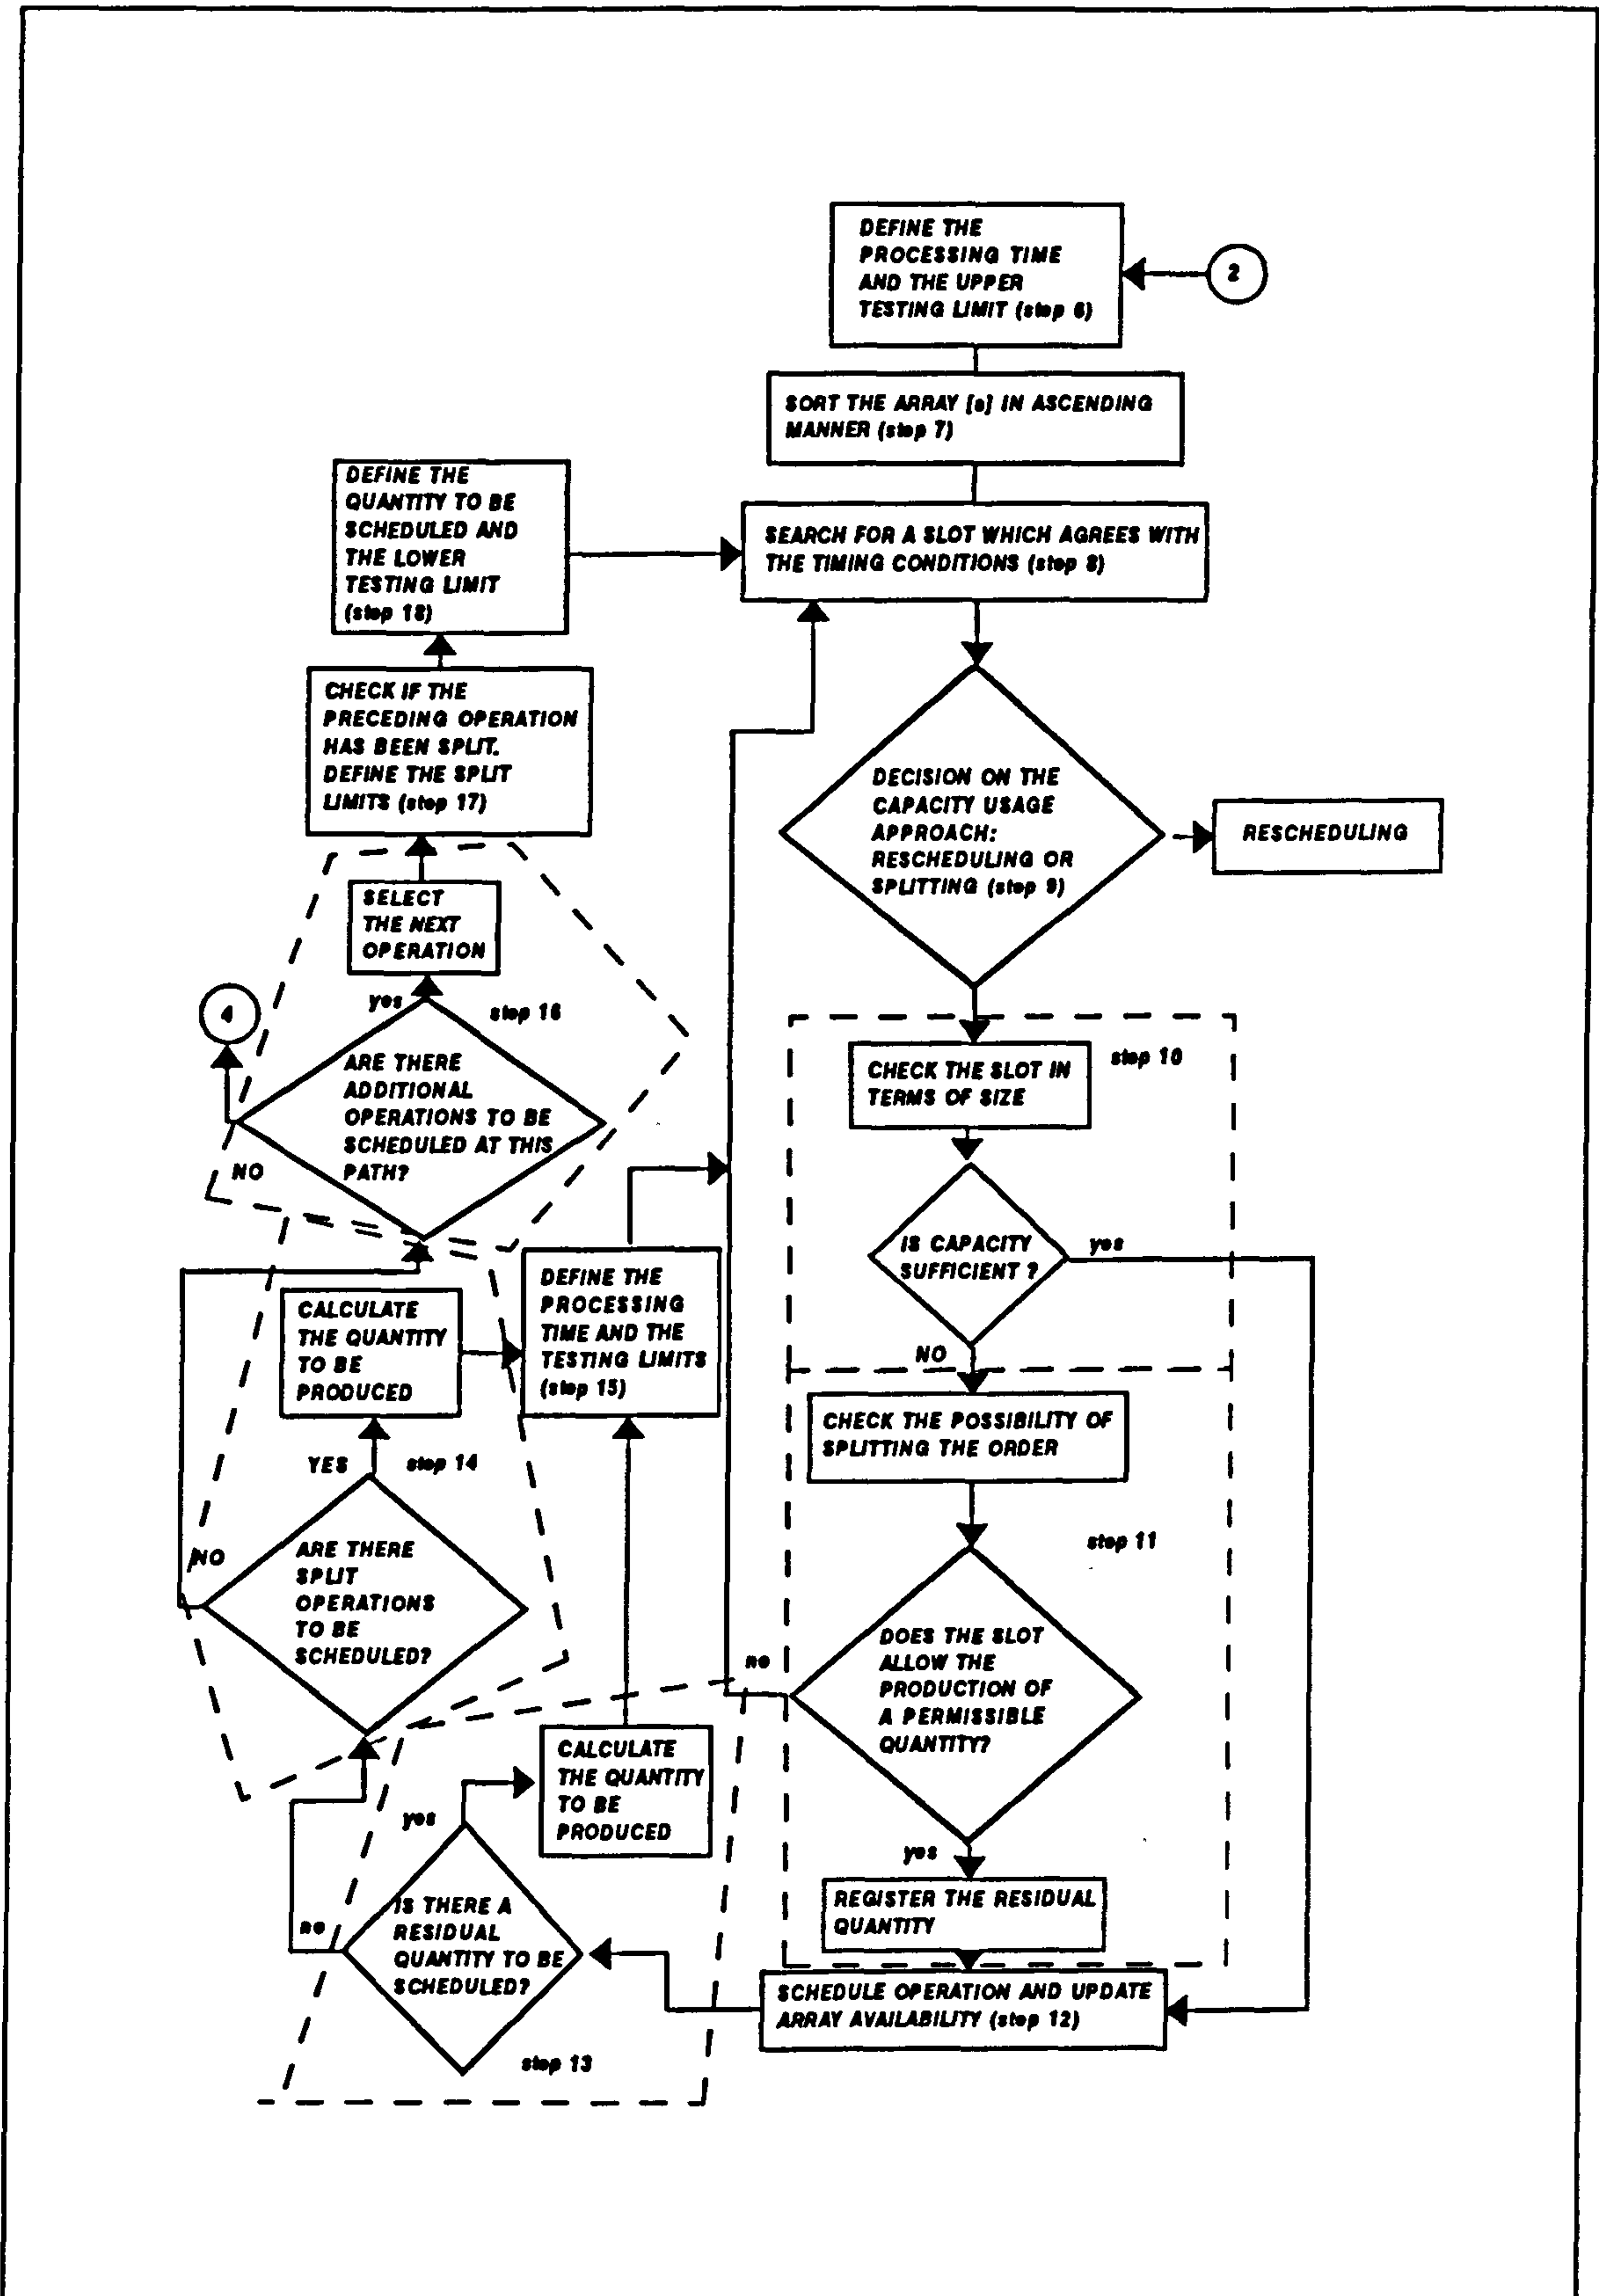 DEFINE THE
PROCESSING TIME
AND THE UPPER
TESTING LIMIT (step 6)
2
SORT THE ARRAY [a] IN ASCENDING
MANNER (step 7)
DEFINE THE
QUANTITY TO BE
SCHEDULED AND
THE LOWER
TESTING LIMIT
(step 18)
SEARCH FOR A SLOT WHICH AGREES WITH
THE TIMING CONDITIONS (step 8)
CHECK IF THE
PRECEDING OPERATION
HAS BEEN SPLIT.
DEFINE THE SPLIT
LIMITS (step 17)
DECISION ON THE
CAPACITY USAGE
APPROACH:
RESCHEDULING OR
SPLITTING (step 9)
RESCHEDULING
SELECT
THE NEXT
OPERATION
yes
step 16
4
ARE THERE
ADDITIONAL
OPERATIONS TO BE
SCHEDULED AT THIS
PATH?
NO
step 10
CHECK THE SLOT IN
TERMS OF SIZE
IS CAPACITY
SUFFICIENT ?
yes
NO
DEFINE THE
PROCESSING
TIME AND THE
TESTING LIMITS
(step 15)
CALCULATE
THE QUANTITY
TO BE
PRODUCED
CHECK THE POSSIBILITY OF
SPLITTING THE ORDER
YES
step 14
step 11
NO
ARE THERE
SPLIT
OPERATIONS
TO BE
SCHEDULED?
no
DOES THE SLOT
ALLOW THE
PRODUCTION OF
A PERMISSIBLE
QUANTITY?
CALCULATE
THE QUANTITY
TO BE
PRODUCED
yes
yes
REGISTER THE RESIDUAL
QUANTITY
no
IS THERE A
RESIDUAL
QUANTITY TO BE
SCHEDULED?
SCHEDULE OPERATION AND UPDATE
ARRAY AVAILABILITY (step 12)
step 13